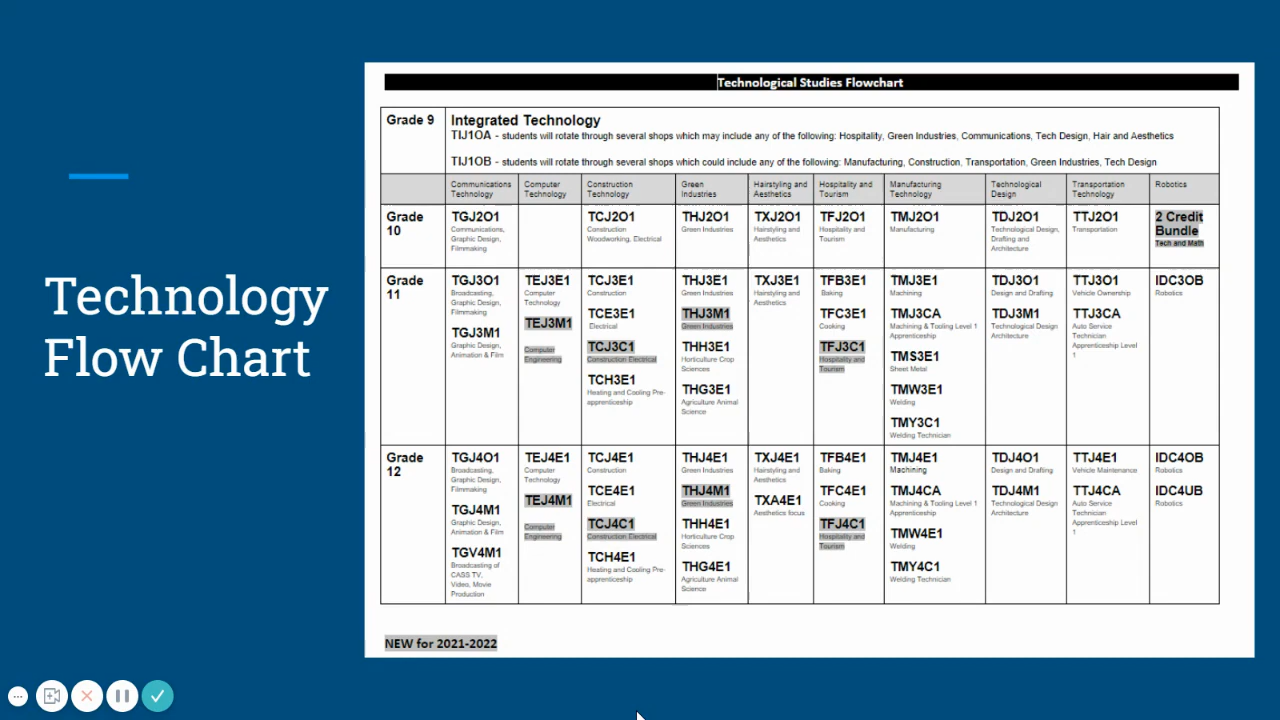 Technology
Flow Chart
Technological Studies Flowchart
Grade 9
Integrated Technology
TIJ1OA - students will rotate through several shops which may include any of the following: Hospitality, Green Industries, Communications, Tech Design, Hair and Aesthetics
TIJ1OB - students will rotate through several shops which could include any of the following: Manufacturing, Construction, Transportation, Green Industries, Tech Design
Communications
Technology
Computer
Technology
Construction
Technology
Green
Industries
Hairstyling and
Aesthetics
Hospitality and
Tourism
Manufacturing
Technology
Technological
Design
Transportation
Technology
Robotics
Grade
10
TGJ2O1
Communications,
Graphic Design,
Filmmaking
TCJ2O1
Construction
Woodworking, Electrical
THJ2O1
Green Industries
TXJ2O1
Hairstyling and
Aesthetics
TFJ2O1
Hospitality and
Tourism
TMJ2O1
Manufacturing
TDJ2O1
Technological Design,
Drafting and
Architecture
TTJ2O1
Transportation
2 Credit
Bundle
Tech and Math
Grade
11
TGJ3O1
Broadcasting,
Graphic Design,
Filmmaking
TGJ3M1
Graphic Design,
Animation & Film
TEJ3E1
Computer
Technology
TEJ3M1
Computer
Engineering
TCJ3E1
Construction
TCE3E1
Electrical
TCJ3C1
Construction Electrical
TCH3E1
Heating and Cooling Pre-
apprenticeship
THJ3E1
Green Industries
THJ3M1
Green Industries
THH3E1
Horticulture Crop
Sciences
THG3E1
Agriculture Animal
Science
TXJ3E1
Hairstyling and
Aesthetics
TFB3E1
Baking
TFC3E1
Cooking
TFJ3C1
Hospitality and
Tourism
TMJ3E1
Machining
TMJ3CA
Machining & Tooling Level 1
Apprenticeship
TMS3E1
Sheet Metal
TMW3E1
Welding
TMY3C1
Welding Technician
TDJ3O1
Design and Drafting
TDJ3M1
Technological Design
Architecture
TTJ3O1
Vehicle Ownership
TTJ3CA
Auto Service
Technician
Apprenticeship Level
1
IDC3OB
Robotics
Grade
12
TGJ4O1
Broadcasting,
Graphic Design,
Filmmaking
TGJ4M1
Graphic Design,
Animation & Film
TGV4M1
Broadcasting of
CASS TV,
Video, Movie
Production
TEJ4E1
Computer
Technology
TEJ4M1
Computer
Engineering
TCJ4E1
Construction
TCE4E1
Electrical
TCJ4C1
Construction Electrical
TCH4E1
Heating and Cooling Pre-
apprenticeship
THJ4E1
Green Industries
THJ4M1
Green Industries
THH4E1
Horticulture Crop
Sciences
THG4E1
Agriculture Animal
Science
TXJ4E1
Hairstyling and
Aesthetics
TXA4E1
Aesthetics focus
TFB4E1
Baking
TFC4E1
Cooking
TFJ4C1
Hospitality and
Tourism
TMJ4E1
Machining
TMJ4CA
Machining & Tooling Level 1
Apprenticeship
TMW4E1
Welding
TMY4C1
Welding Technician
TDJ4O1
Design and Drafting
TDJ4M1
Technological Design
Architecture
TTJ4E1
Vehicle Maintenance
TTJ4CA
Auto Service
Technician
Apprenticeship Level
1
IDC4OB
Robotics
IDC4UB
Robotics
NEW for 2021-2022